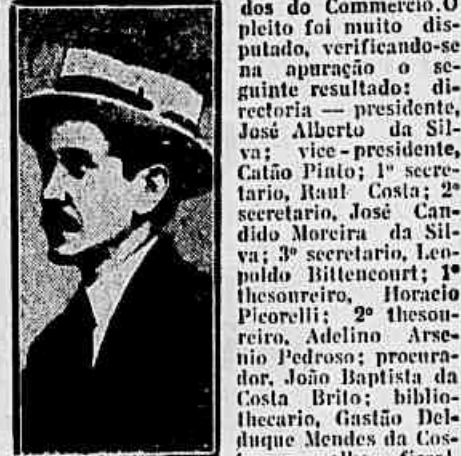 dos do Commercio. O
pleito foi muito dis-
putado, verificando-se
na apuração o se-
guinte resultado: di-
rectoria — presidente,
José Alberto da Sil-
va; vice-presidente,
Catão Pinto; 1º secre-
tario, Raul Costa; 2º
secretario, José Can-
dido Moreira da Sil-
va; 3º secretario, Leo-
poldo Bittencourt; 1º
thesoureiro, Horacio
Picorelli; 2º thesou-
reiro, Adelino Arse-
nio Pedroso; procura-
dor, João Baptista da
Costa Brito; biblio-
thecario, Gastão Del-
duque Mendes da Cos-